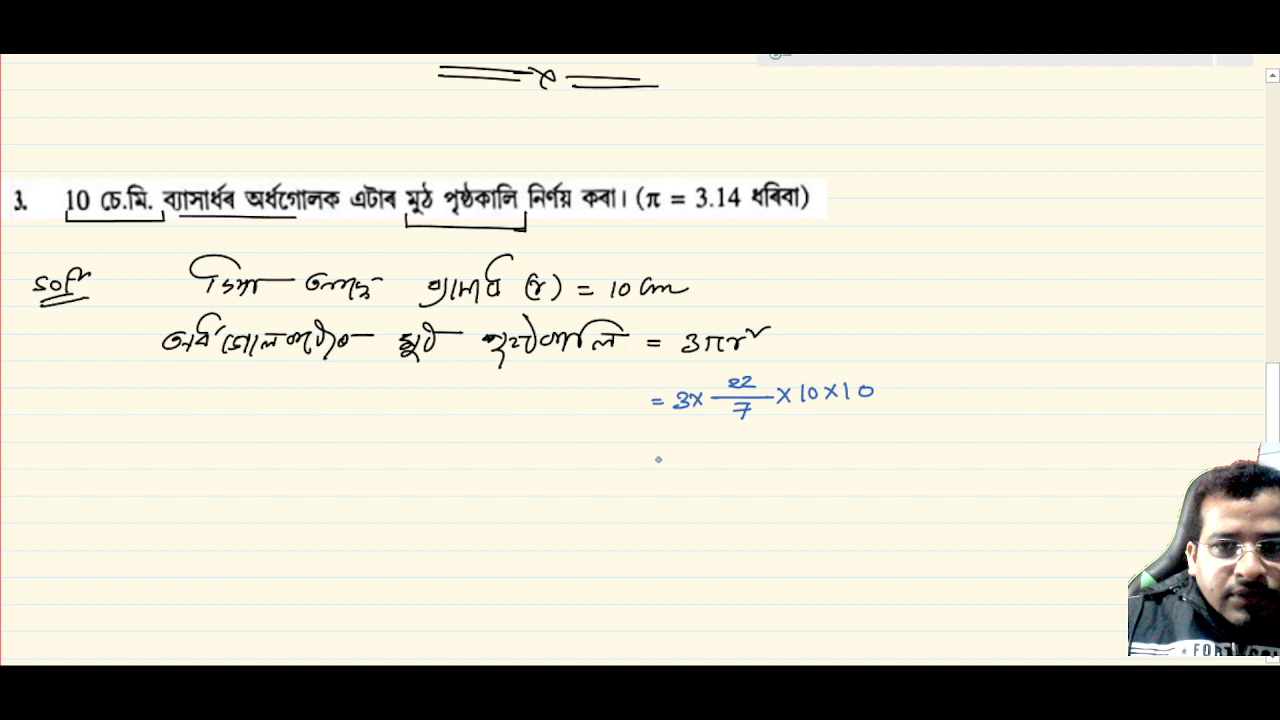 3. 10 চে.মি. ব্যাসাৰ্ধৰ অৰ্ধগোলক এটাৰ মুঠ পৃষ্ঠকালি নিৰ্ণয় কৰা। (π = 3.14 ধৰিবা)
Solⁿ দিয়া আছে ব্যাসাৰ্ধ (r) = 10 cm
অৰ্ধগোলকটোৰ মুঠ পৃষ্ঠকালি = 3πr²
= 3 × 22/7 × 10 × 10
FOR